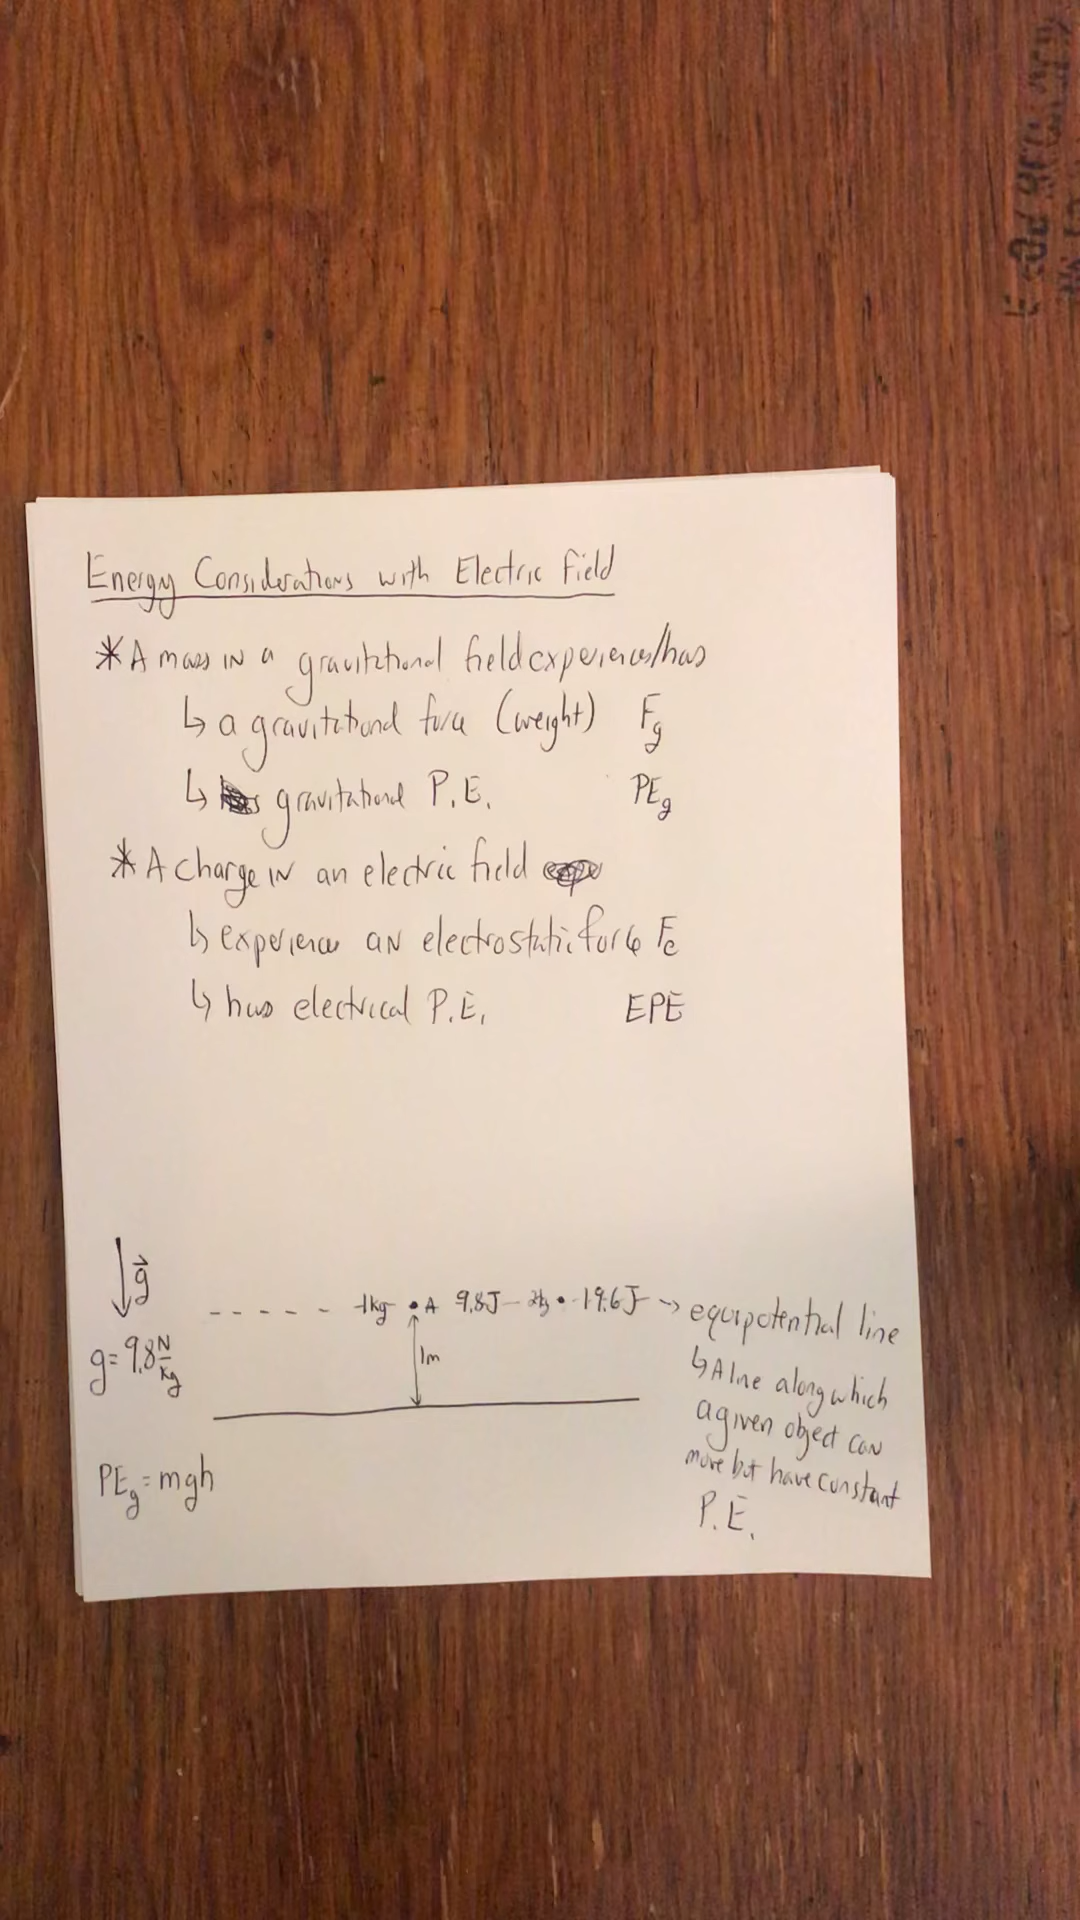 Energy Considerations with Electric Field
* A mass in a gravitational field experiences/has
↳ a gravitational force (weight) Fg
↳ gravitational P.E. PEg
* A charge in an electric field
↳ experiences an electrostatic force Fe
↳ has electrical P.E. EPE
g
1kg • A 9.8J 2kg • 19.6J → equipotential line
g = 9.8 N/kg
1m
↳ A line along which
a given object can
move but have constant
P.E.
PEg = mgh